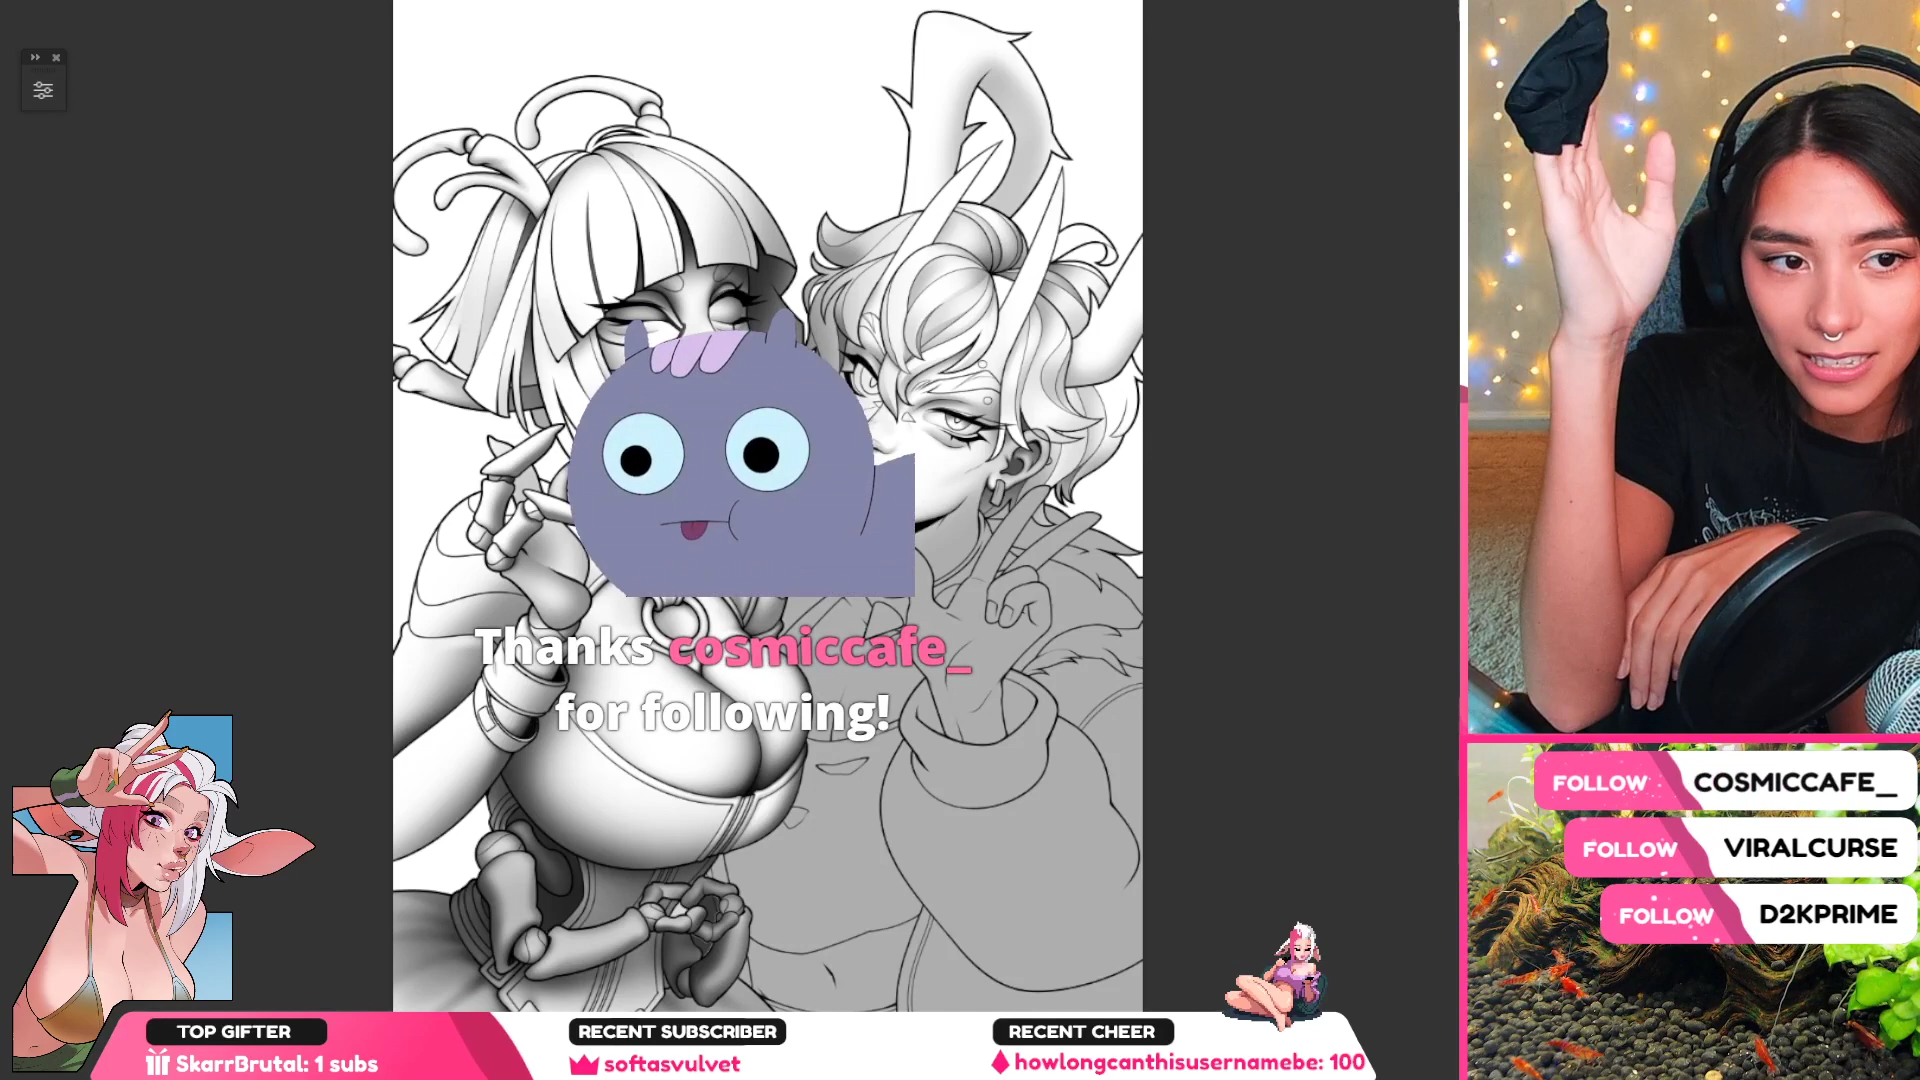 Thanks cosmiccafe_
for following!
FOLLOW COSMICCAFE_
FOLLOW VIRALCURSE
FOLLOW D2KPRIME
TOP GIFTER
SkarrBrutal: 1 subs
RECENT SUBSCRIBER
softasvulvet
RECENT CHEER
howlongcanthisusernamebe: 100